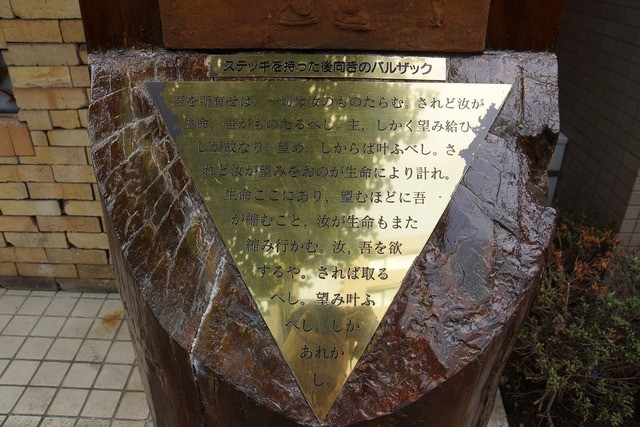 ステッキを持った後向きのバルザック
吾を所有せば、一切は汝のものたらむ。されど汝が
生命、吾がものたるべし。主、しかく望み給ひ
しが故なり。望め、しからば叶ふべし。さ
れど汝が望みをおのが生命により計れ。
生命ここにあり、望むほどに吾
が縮むこと、汝が生命もまた
縮み行かむ。汝、吾を欲
するや。されば取る
べし。望み叶ふ
べし。しか
あれか
し。